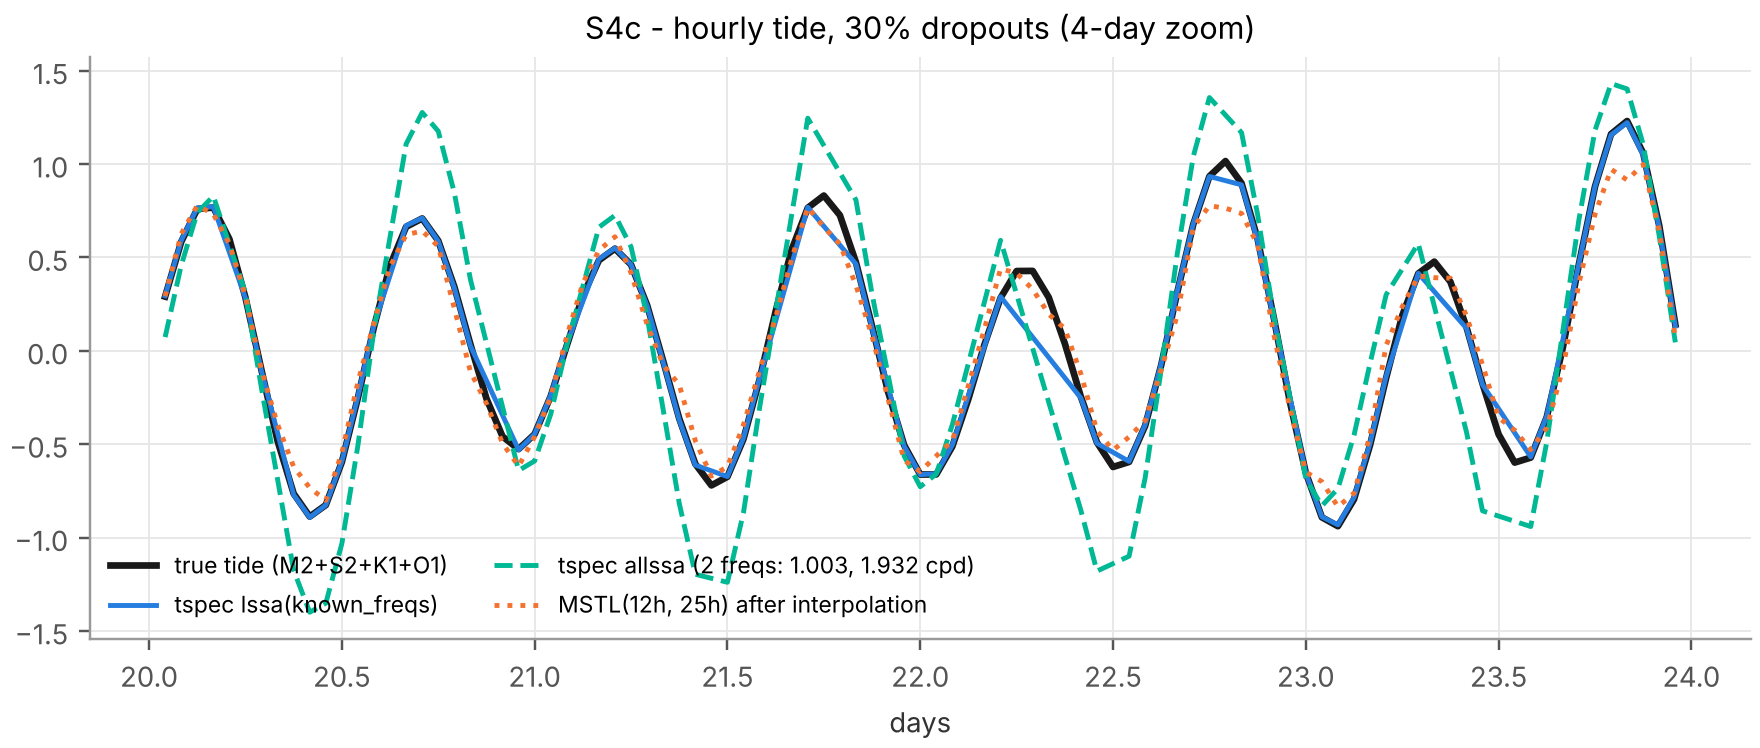 S4c - hourly tide, 30% dropouts (4-day zoom)
1.5
1.0
0.5
0.0
−0.5
−1.0
−1.5
true tide (M2+S2+K1+O1)
tspec lssa(known_freqs)
tspec allssa (2 freqs: 1.003, 1.932 cpd)
MSTL(12h, 25h) after interpolation
20.0 20.5 21.0 21.5 22.0 22.5 23.0 23.5 24.0
days